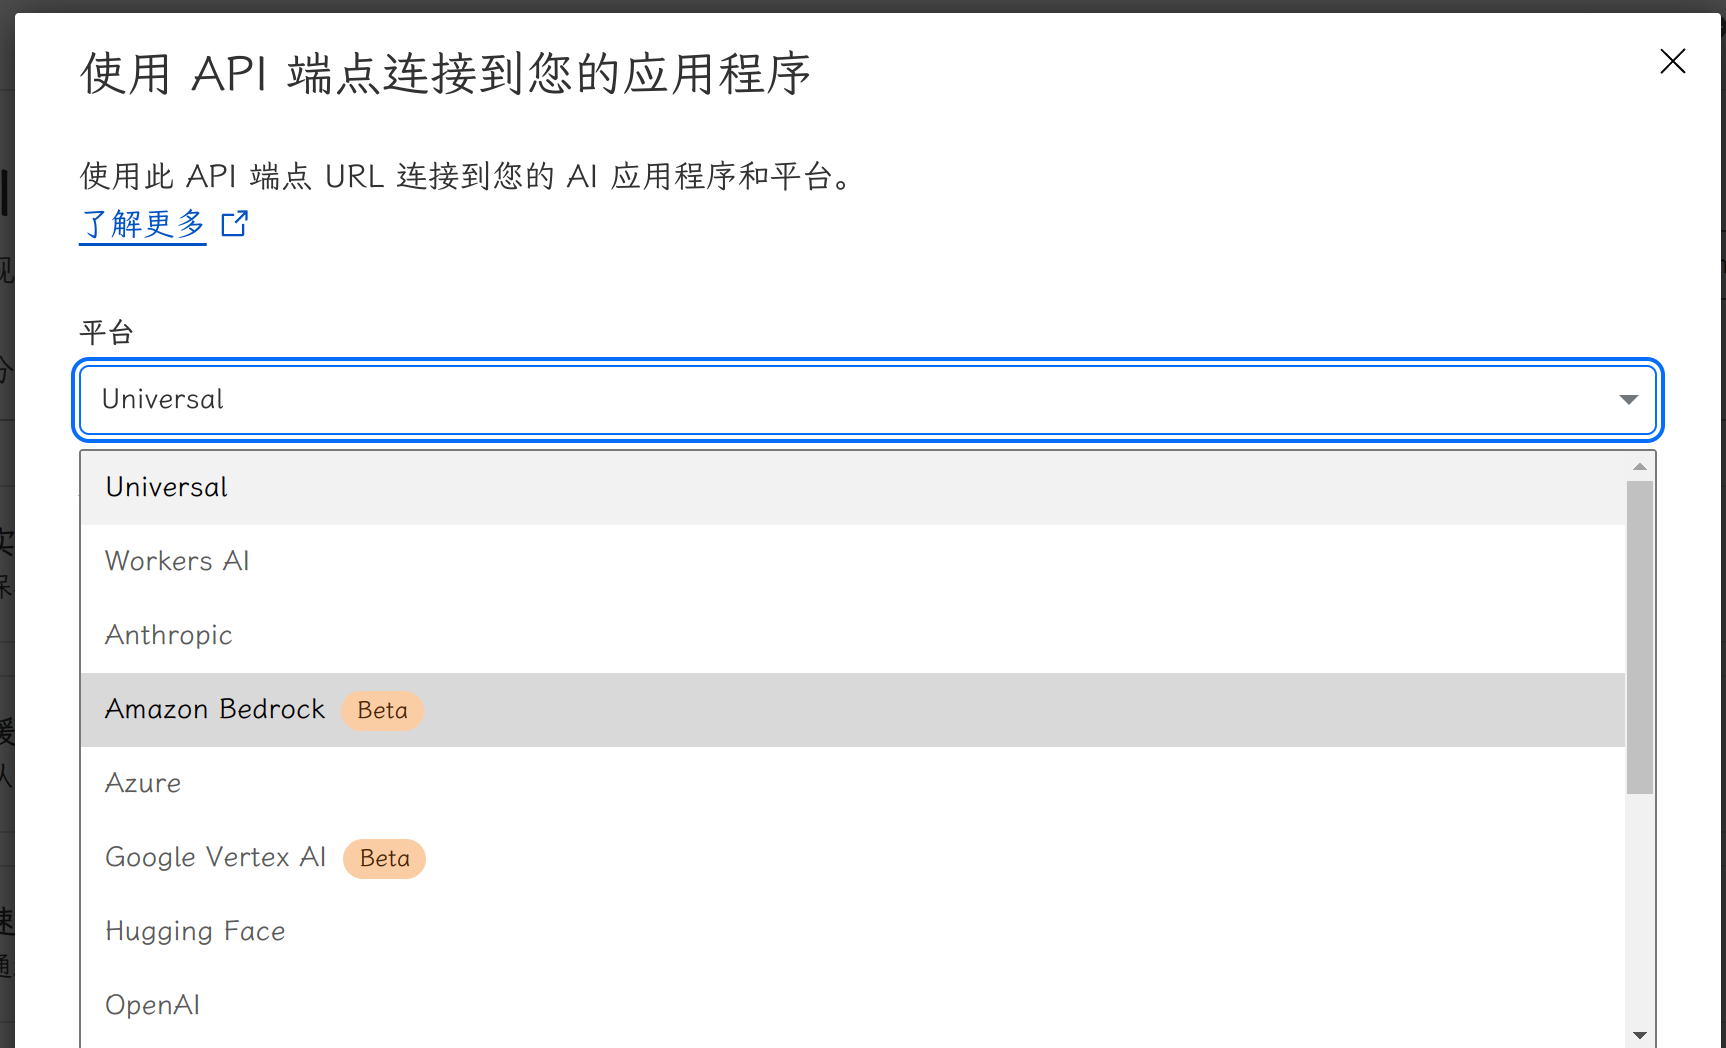 使用 API 端点连接到您的应用程序
使用此 API 端点 URL 连接到您的 AI 应用程序和平台。
了解更多
平台
Universal
Universal
Workers AI
Anthropic
Amazon Bedrock Beta
Azure
Google Vertex AI Beta
Hugging Face
OpenAI